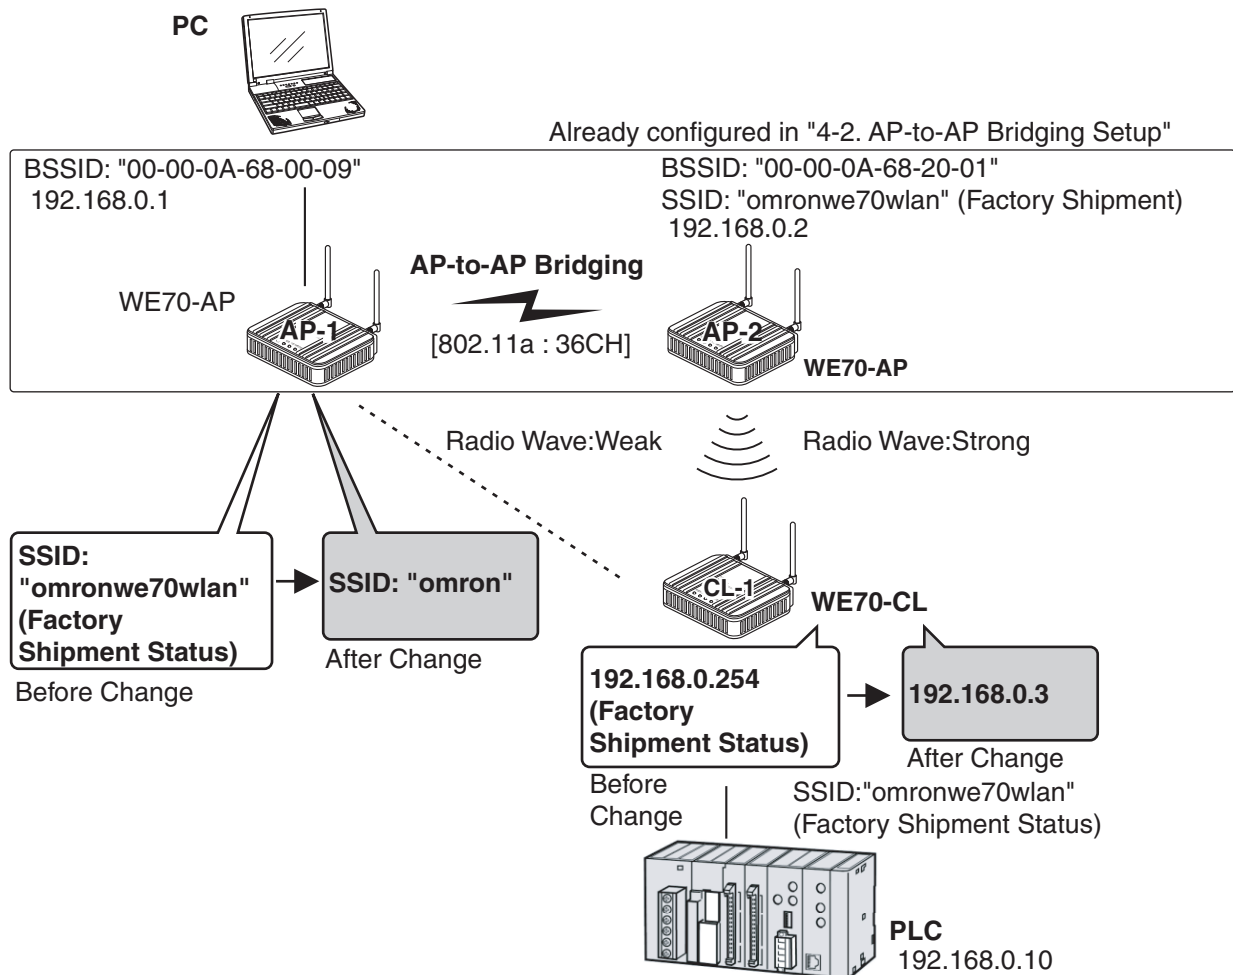 PC
Already configured in "4-2. AP-to-AP Bridging Setup"
BSSID: "00-00-0A-68-00-09"
192.168.0.1
BSSID: "00-00-0A-68-20-01"
SSID: "omronwe70wlan" (Factory Shipment)
192.168.0.2
AP-to-AP Bridging
WE70-AP
AP-1
[802.11a : 36CH]
AP-2
WE70-AP
Radio Wave:Weak
Radio Wave:Strong
SSID:
"omronwe70wlan"
(Factory
Shipment Status)
Before Change
SSID: "omron"
After Change
CL-1
WE70-CL
192.168.0.254
(Factory
Shipment Status)
Before
Change
192.168.0.3
After Change
SSID:"omronwe70wlan"
(Factory Shipment Status)
PLC
192.168.0.10